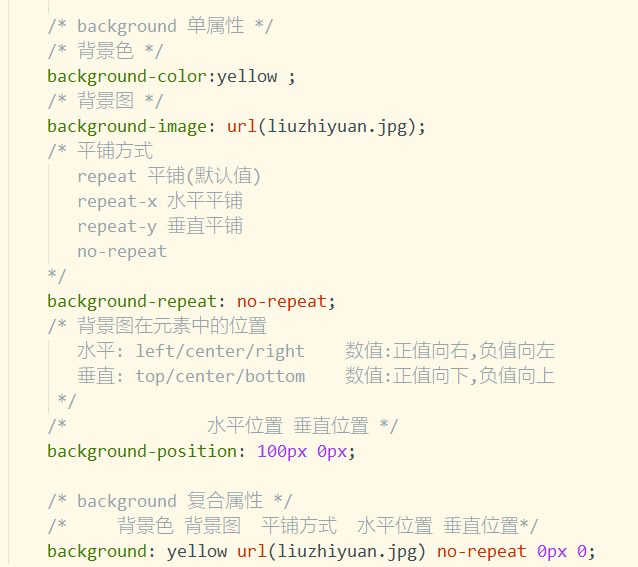 /* background 单属性 */
/* 背景色 */
background-color:yellow ;
/* 背景图 */
background-image: url(liuzhiyuan.jpg);
/* 平铺方式
repeat 平铺(默认值)
repeat-x 水平平铺
repeat-y 垂直平铺
no-repeat
*/
background-repeat: no-repeat;
/* 背景图在元素中的位置
水平: left/center/right 数值:正值向右,负值向左
垂直: top/center/bottom 数值:正值向下,负值向上
*/
/* 水平位置 垂直位置 */
background-position: 100px 0px;
/* background 复合属性 */
/* 背景色 背景图 平铺方式 水平位置 垂直位置*/
background: yellow url(liuzhiyuan.jpg) no-repeat 0px 0;